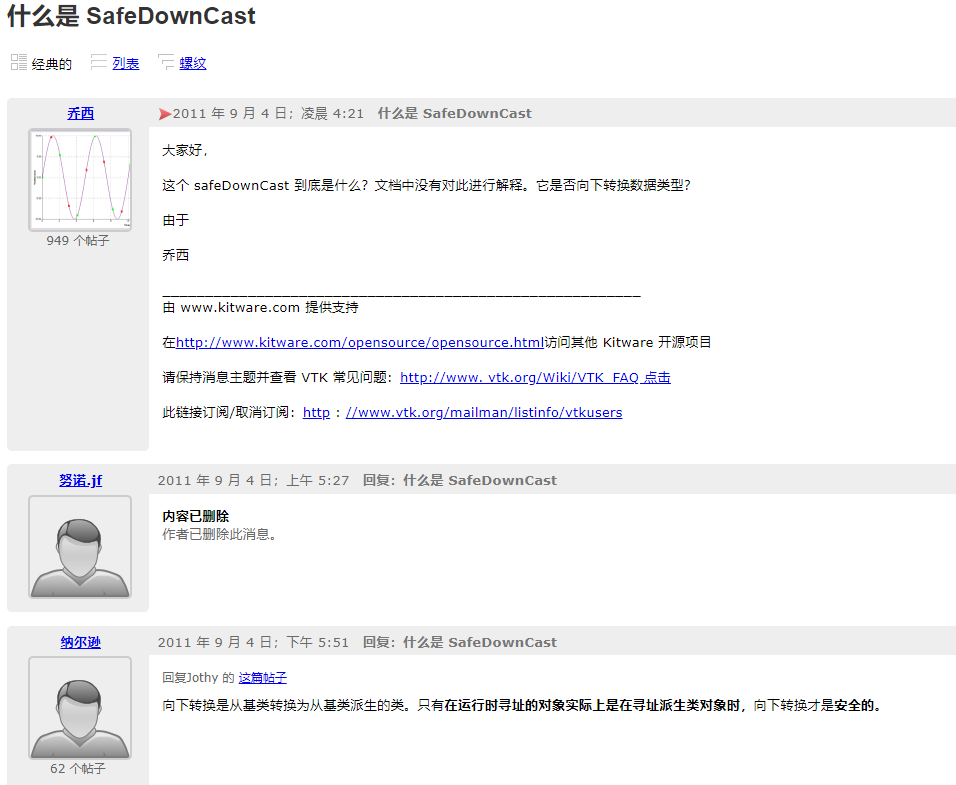 什么是 SafeDownCast
经典的 列表 螺纹
乔西
2011 年 9 月 4 日；凌晨 4:21 什么是 SafeDownCast
949 个帖子
大家好，
这个 safeDownCast 到底是什么？文档中没有对此进行解释。它是否向下转换数据类型？
由于
乔西
_______________________________________________________
由 www.kitware.com 提供支持
在http://www.kitware.com/opensource/opensource.html访问其他 Kitware 开源项目
请保持消息主题并查看 VTK 常见问题：http://www. vtk.org/Wiki/VTK_FAQ 点击
此链接订阅/取消订阅：http : //www.vtk.org/mailman/listinfo/vtkusers
努诺.jf
2011 年 9 月 4 日；上午 5:27 回复：什么是 SafeDownCast
内容已删除
作者已删除此消息。
纳尔逊
2011 年 9 月 4 日；下午 5:51 回复：什么是 SafeDownCast
62 个帖子
回复Jothy 的 这篇帖子
向下转换是从基类转换为从基类派生的类。只有在运行时寻址的对象实际上是在寻址派生类对象时，向下转换才是安全的。